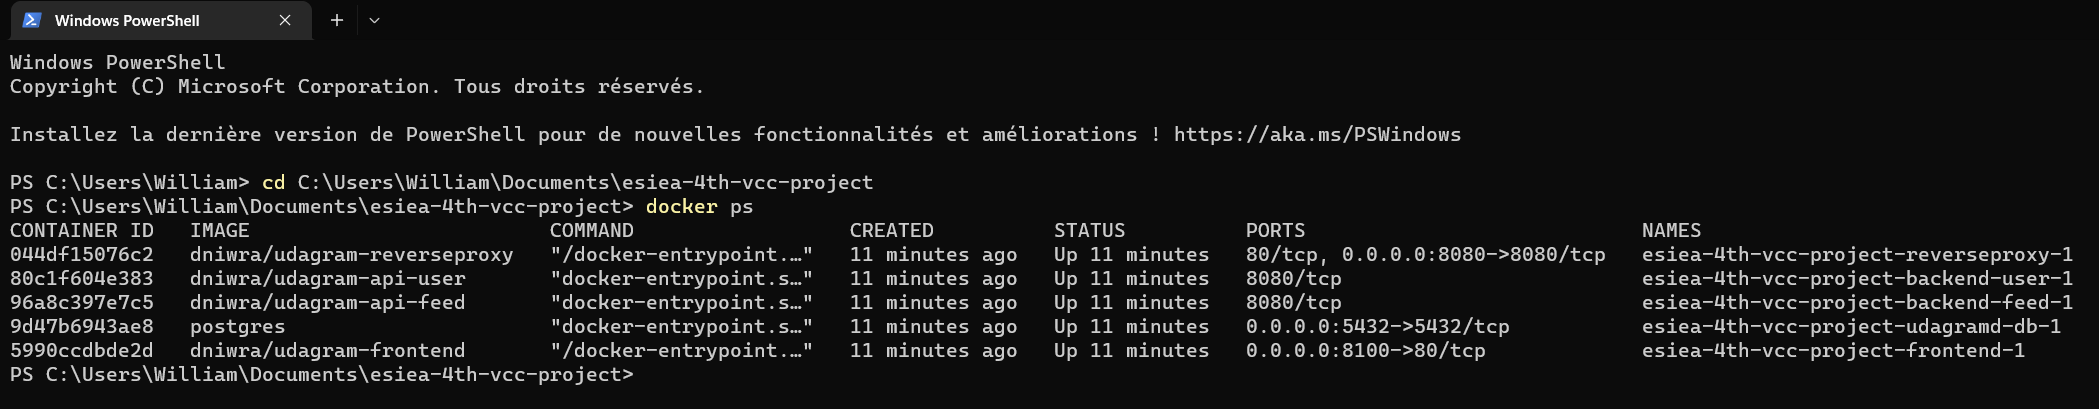 Windows PowerShell
Windows PowerShell
Copyright (C) Microsoft Corporation. Tous droits réservés.
Installez la dernière version de PowerShell pour de nouvelles fonctionnalités et améliorations ! https://aka.ms/PSWindows
PS C:\Users\William> cd C:\Users\William\Documents\esiea-4th-vcc-project
PS C:\Users\William\Documents\esiea-4th-vcc-project> docker ps
CONTAINER ID   IMAGE                         COMMAND                  CREATED          STATUS          PORTS                            NAMES
044df15076c2   dniwra/udagram-reverseproxy   "/docker-entrypoint.…"   11 minutes ago   Up 11 minutes   80/tcp, 0.0.0.0:8080->8080/tcp   esiea-4th-vcc-project-reverseproxy-1
80c1f604e383   dniwra/udagram-api-user       "docker-entrypoint.s…"   11 minutes ago   Up 11 minutes   8080/tcp                         esiea-4th-vcc-project-backend-user-1
96a8c397e7c5   dniwra/udagram-api-feed       "docker-entrypoint.s…"   11 minutes ago   Up 11 minutes   8080/tcp                         esiea-4th-vcc-project-backend-feed-1
9d47b6943ae8   postgres                      "docker-entrypoint.s…"   11 minutes ago   Up 11 minutes   0.0.0.0:5432->5432/tcp           esiea-4th-vcc-project-udagramd-db-1
5990ccdbde2d   dniwra/udagram-frontend       "/docker-entrypoint.…"   11 minutes ago   Up 11 minutes   0.0.0.0:8100->80/tcp             esiea-4th-vcc-project-frontend-1
PS C:\Users\William\Documents\esiea-4th-vcc-project>